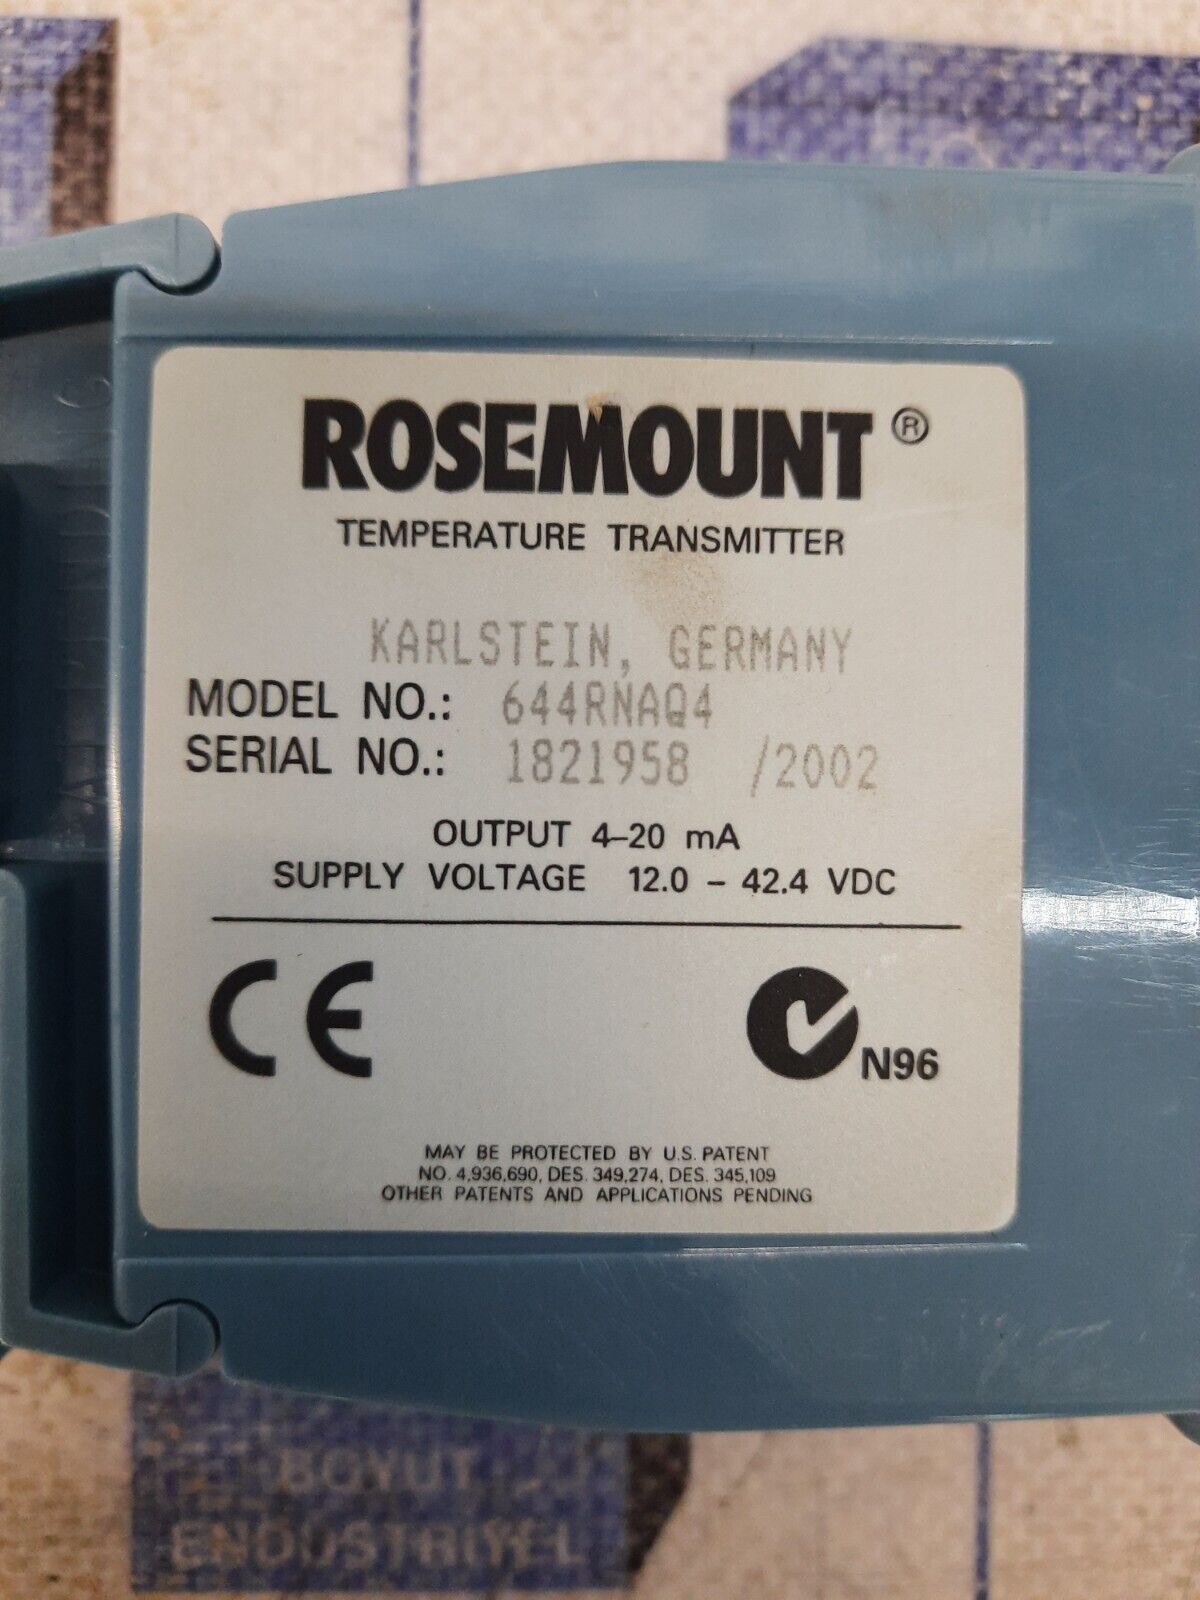 ROSEMOUNT ®
TEMPERATURE TRANSMITTER
KARLSTEIN, GERMANY
MODEL NO.: 644RNAQ4
SERIAL NO.: 1821958 /2002
OUTPUT 4–20 mA
SUPPLY VOLTAGE 12.0 – 42.4 VDC
CE
N96
MAY BE PROTECTED BY U.S. PATENT
NO. 4,936,690, DES. 349,274, DES. 345,109
OTHER PATENTS AND APPLICATIONS PENDING
BOYUT
ENDUSTRIYEL